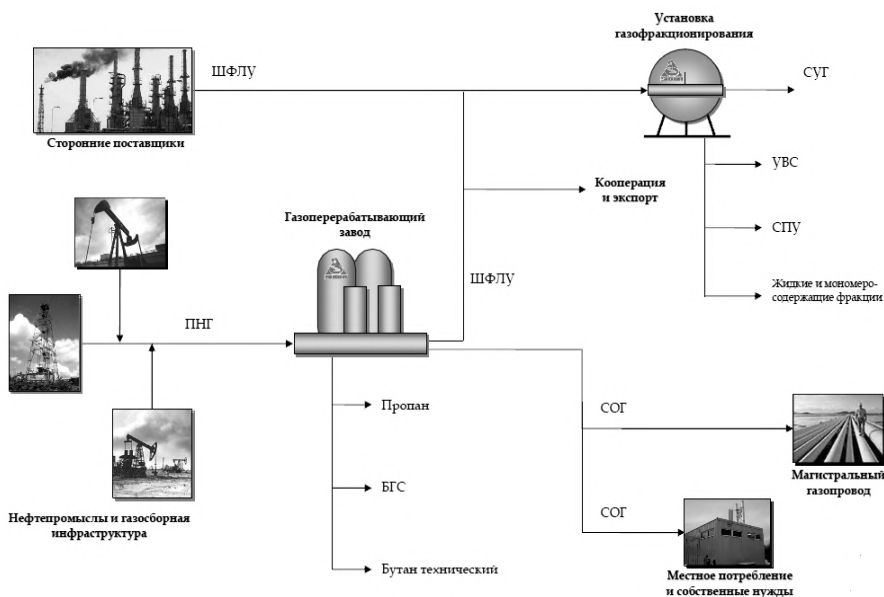 Установка
газофракционирования
ШФЛУ
СУГ
Сторонние поставщики
УВС
Кооперация
и экспорт
Газоперерабатывающий
завод
СПУ
ШФЛУ
Жидкие и мономеро-
содержащие фракции
ПНГ
Пропан
СОГ
Магистральный
газопровод
БГС
Нефтепромыслы и газосборная
инфраструктура
СОГ
Бутан технический
Местное потребление
и собственные нужды